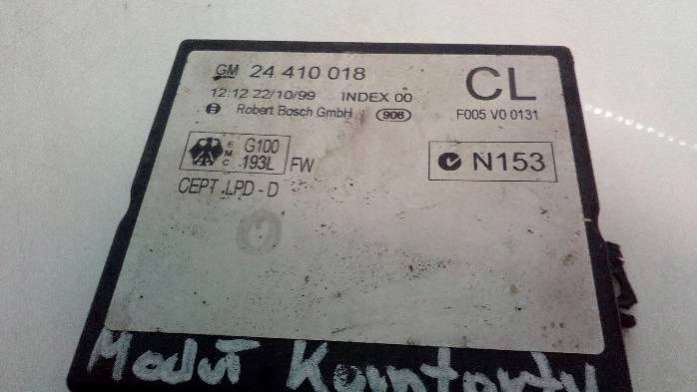 GM 24 410 018 CL
12:12 22/10/99 INDEX 00
Robert Bosch GmbH 906 F005 V0 0131
EMC G100 193L FW
N153
CEPT LPD - D
Moduł Komfortu